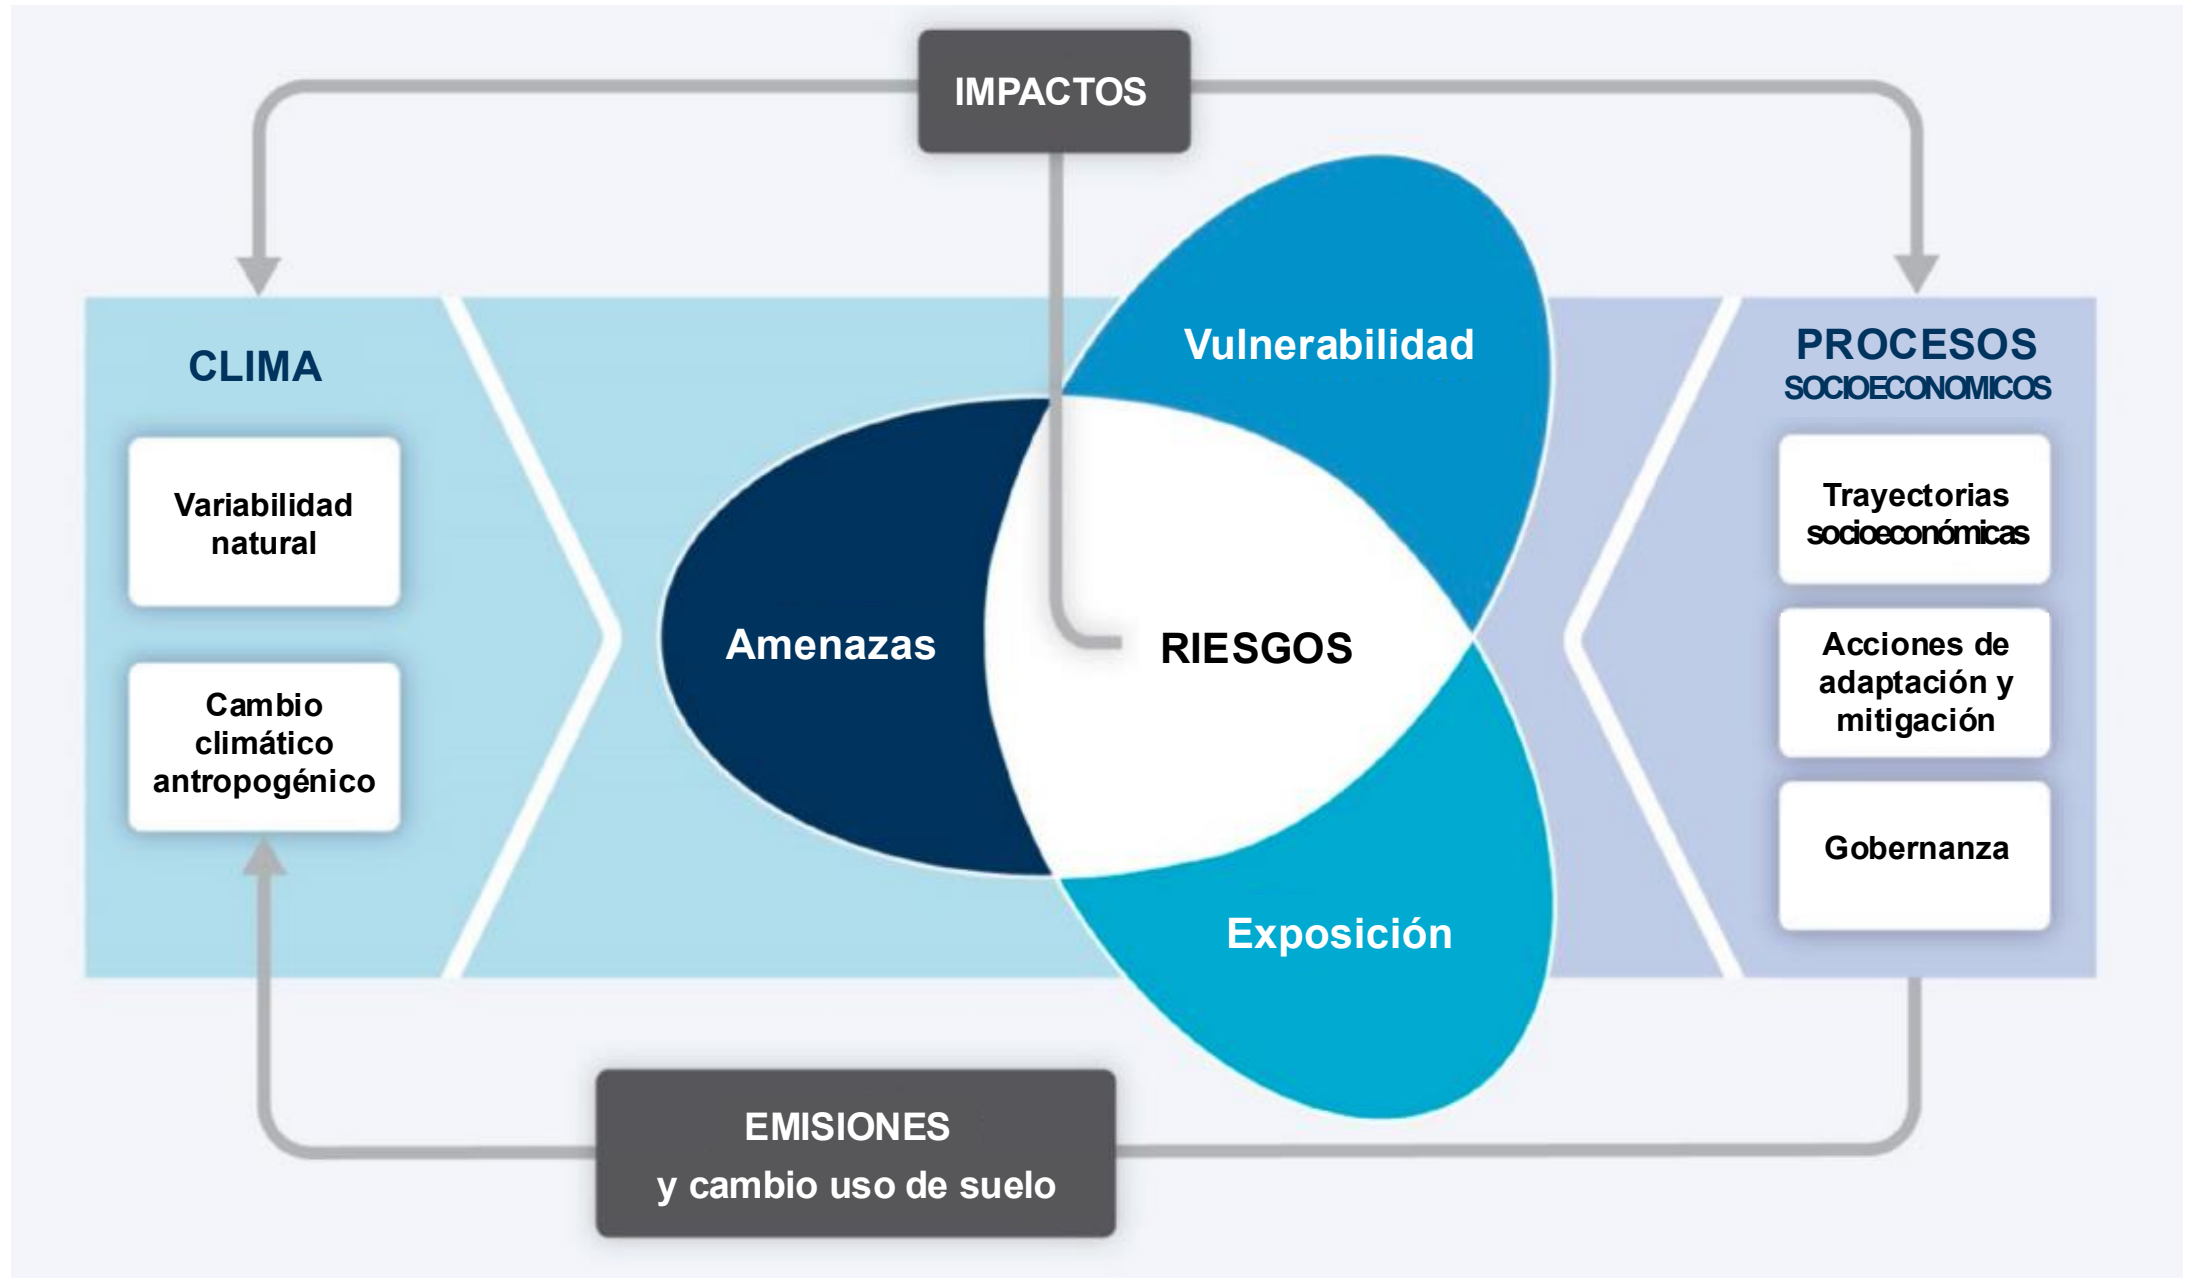 IMPACTOS
CLIMA
Variabilidad
natural
Cambio
climático
antropogénico
Vulnerabilidad
Amenazas
RIESGOS
Exposición
PROCESOS
SOCIOECONOMICOS
Trayectorias
socioeconómicas
Acciones de
adaptación y
mitigación
Gobernanza
EMISIONES
y cambio uso de suelo